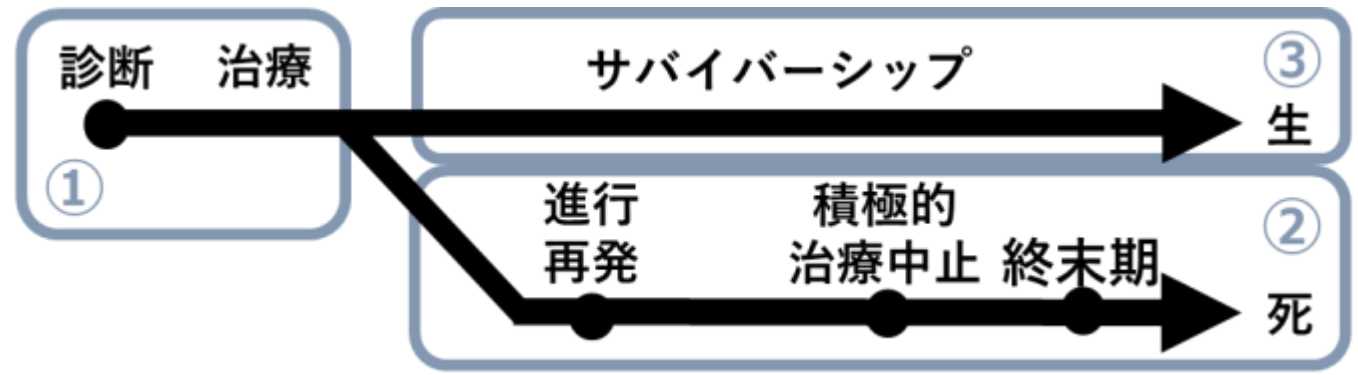 診断 治療
①
サバイバーシップ
③
生
進行
再発
積極的
治療中止
終末期
②
死